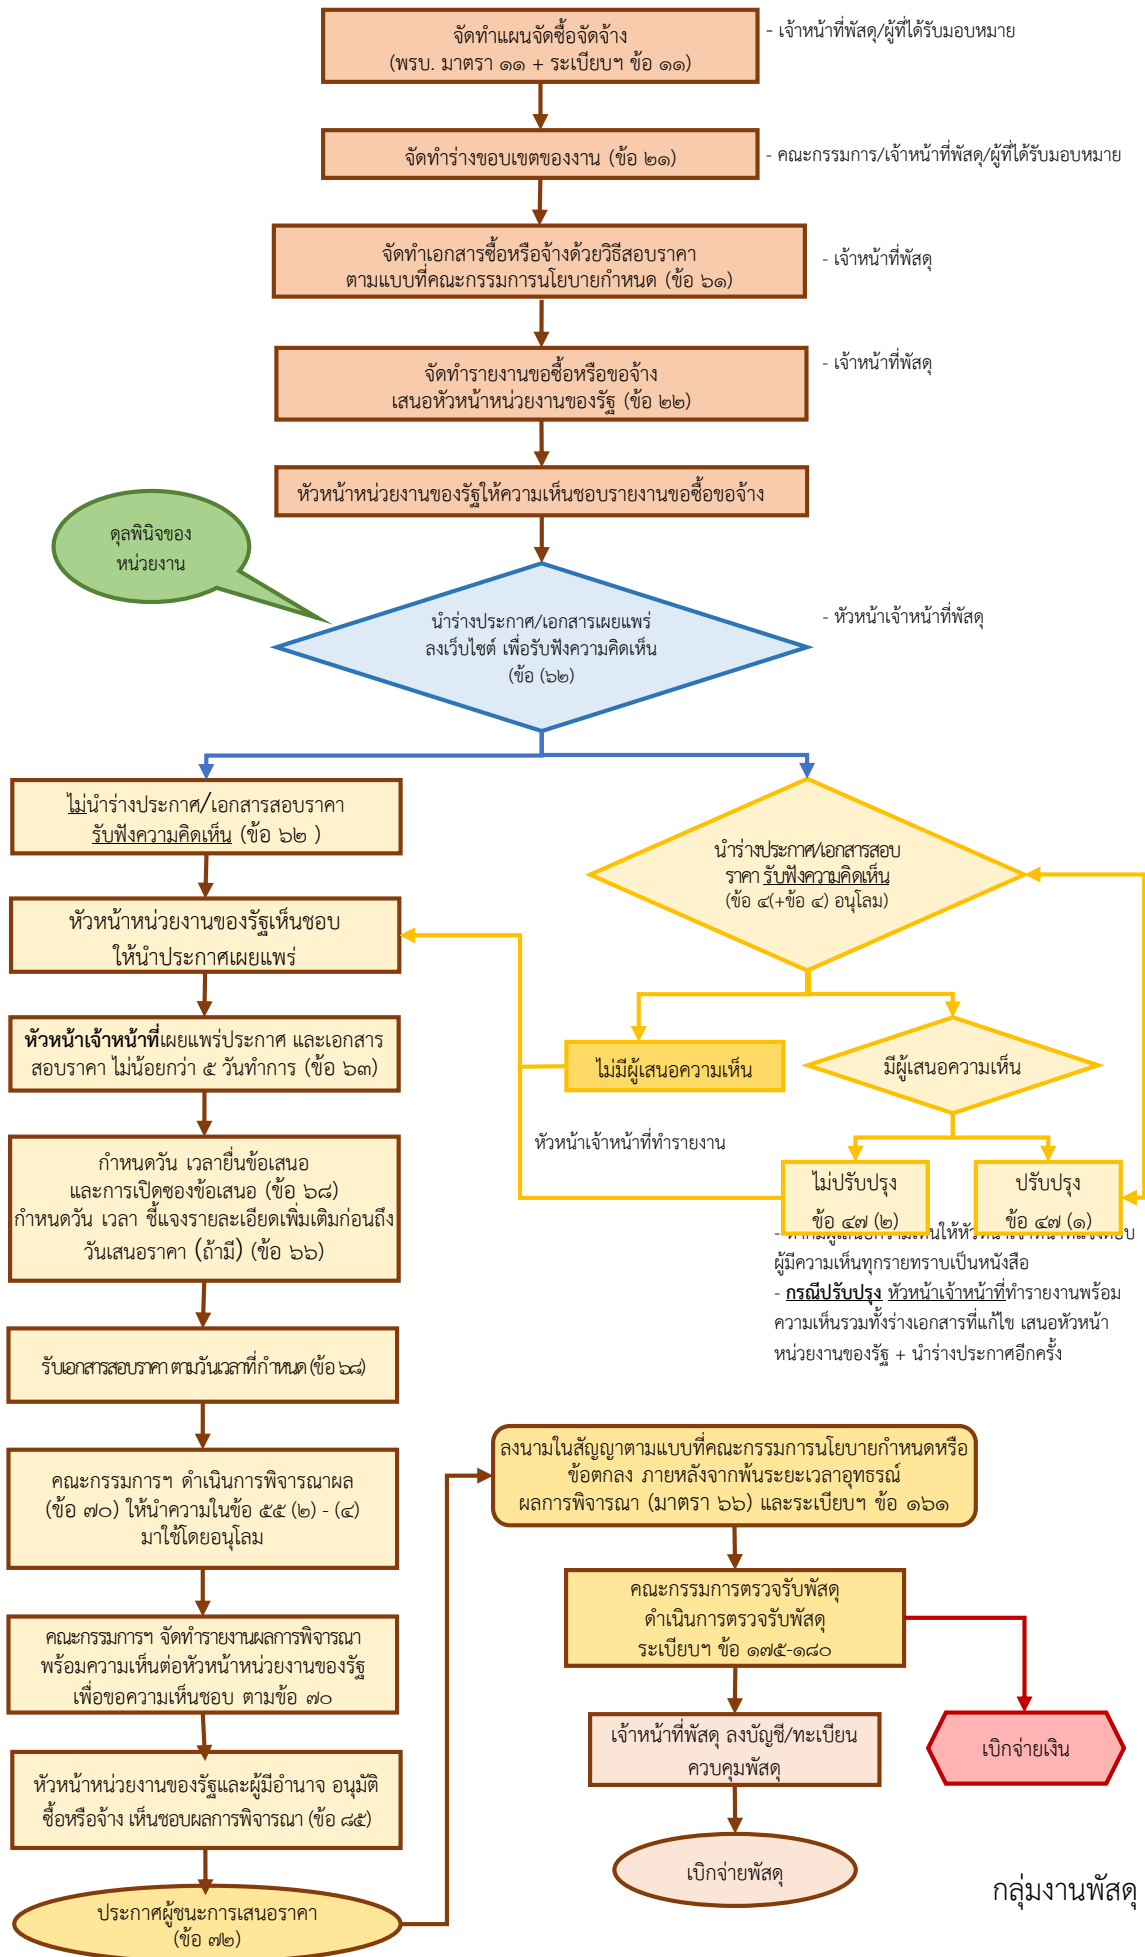 จัดทำแผนจัดซื้อจัดจ้าง
(พรบ. มาตรา ๑๑ + ระเบียบฯ ข้อ ๑๑)
- เจ้าหน้าที่พัสดุ/ผู้ที่ได้รับมอบหมาย
จัดทำร่างขอบเขตของงาน (ข้อ ๒๑)
- คณะกรรมการ/เจ้าหน้าที่พัสดุ/ผู้ที่ได้รับมอบหมาย
จัดทำเอกสารซื้อหรือจ้างด้วยวิธีสอบราคา
ตามแบบที่คณะกรรมการนโยบายกำหนด (ข้อ ๖๑)
- เจ้าหน้าที่พัสดุ
จัดทำรายงานขอซื้อหรือขอจ้าง
เสนอหัวหน้าหน่วยงานของรัฐ (ข้อ ๒๒)
- เจ้าหน้าที่พัสดุ
หัวหน้าหน่วยงานของรัฐให้ความเห็นชอบรายงานขอซื้อขอจ้าง
ดุลพินิจของ
หน่วยงาน
นำร่างประกาศ/เอกสารเผยแพร่
ลงเว็บไซต์ เพื่อรับฟังความคิดเห็น
(ข้อ (๖๒)
- หัวหน้าเจ้าหน้าที่พัสดุ
ไม่นำร่างประกาศ/เอกสารสอบราคา
รับฟังความคิดเห็น (ข้อ ๖๒ )
หัวหน้าหน่วยงานของรัฐเห็นชอบ
ให้นำประกาศเผยแพร่
หัวหน้าเจ้าหน้าที่เผยแพร่ประกาศ และเอกสาร
สอบราคา ไม่น้อยกว่า ๕ วันทำการ (ข้อ ๖๓)
กำหนดวัน เวลายื่นข้อเสนอ
และการเปิดซองข้อเสนอ (ข้อ ๖๘)
กำหนดวัน เวลา ชี้แจงรายละเอียดเพิ่มเติมก่อนถึง
วันเสนอราคา (ถ้ามี) (ข้อ ๖๖)
รับเอกสารสอบราคา ตามวันเวลาที่กำหนด (ข้อ ๖๘)
คณะกรรมการฯ ดำเนินการพิจารณาผล
(ข้อ ๗๐) ให้นำความในข้อ ๕๕ (๒) - (๔)
มาใช้โดยอนุโลม
คณะกรรมการฯ จัดทำรายงานผลการพิจารณา
พร้อมความเห็นต่อหัวหน้าหน่วยงานของรัฐ
เพื่อขอความเห็นชอบ ตามข้อ ๗๐
หัวหน้าหน่วยงานของรัฐและผู้มีอำนาจ อนุมัติ
ซื้อหรือจ้าง เห็นชอบผลการพิจารณา (ข้อ ๘๕)
ประกาศผู้ชนะการเสนอราคา
(ข้อ ๗๒)
นำร่างประกาศ/เอกสารสอบ
ราคา รับฟังความคิดเห็น
(ข้อ ๔(+ข้อ ๔) อนุโลม)
ไม่มีผู้เสนอความเห็น
มีผู้เสนอความเห็น
หัวหน้าเจ้าหน้าที่ทำรายงาน
ไม่ปรับปรุง
ข้อ ๔๗ (๒)
ปรับปรุง
ข้อ ๔๗ (๑)
ผู้มีความเห็นทุกรายทราบเป็นหนังสือ
- กรณีปรับปรุง หัวหน้าเจ้าหน้าที่ทำรายงานพร้อม
ความเห็นรวมทั้งร่างเอกสารที่แก้ไข เสนอหัวหน้า
หน่วยงานของรัฐ + นำร่างประกาศอีกครั้ง
ลงนามในสัญญาตามแบบที่คณะกรรมการนโยบายกำหนดหรือ
ข้อตกลง ภายหลังจากพ้นระยะเวลาอุทธรณ์
ผลการพิจารณา (มาตรา ๖๖) และระเบียบฯ ข้อ ๑๖๑
คณะกรรมการตรวจรับพัสดุ
ดำเนินการตรวจรับพัสดุ
ระเบียบฯ ข้อ ๑๗๕-๑๘๐
เจ้าหน้าที่พัสดุ ลงบัญชี/ทะเบียน
ควบคุมพัสดุ
เบิกจ่ายเงิน
เบิกจ่ายพัสดุ
กลุ่มงานพัสดุ